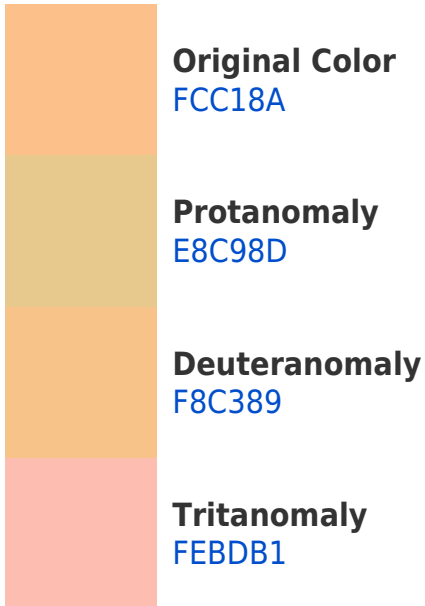 Original Color
FCC18A
Protanomaly
E8C98D
Deuteranomaly
F8C389
Tritanomaly
FEBDB1